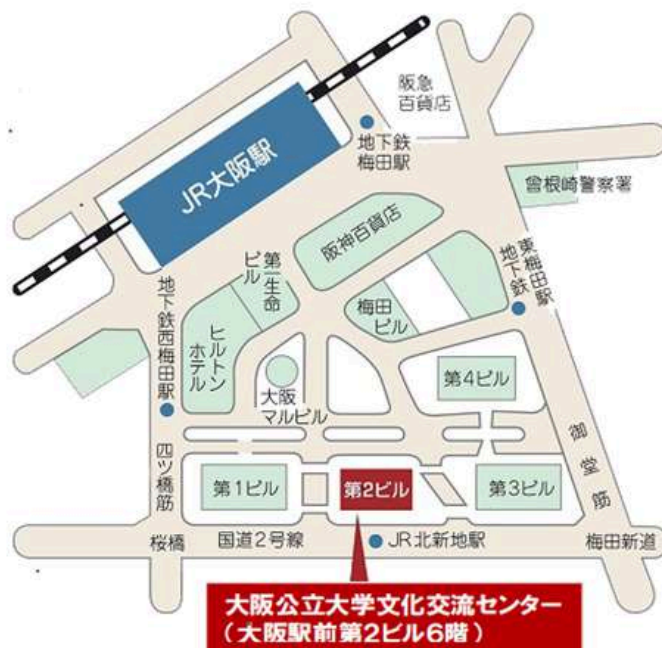 阪急
百貨店
地下鉄
梅田駅
JR大阪駅
曾根崎警察署
阪神百貨店
第一生命
ビル
地下鉄
東梅田駅
梅田
ビル
地下鉄西梅田駅
ヒルトン
ホテル
大阪
マルビル
第4ビル
四ツ橋筋
御堂筋
第1ビル
第2ビル
第3ビル
桜橋
国道2号線
JR北新地駅
梅田新道
大阪公立大学文化交流センター
(大阪駅前第2ビル6階)